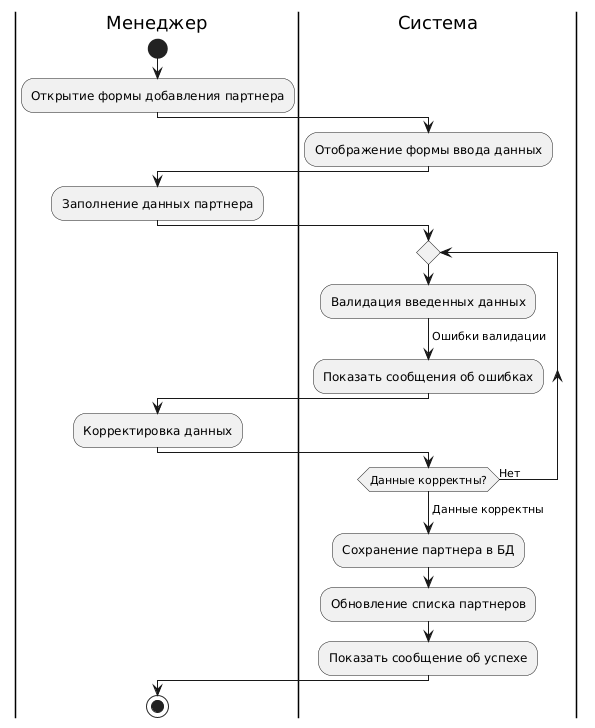 Менеджер
Система
Открытие формы добавления партнера
Отображение формы ввода данных
Заполнение данных партнера
Валидация введенных данных
Ошибки валидации
Показать сообщения об ошибках
Корректировка данных
Данные корректны?
Нет
Данные корректны
Сохранение партнера в БД
Обновление списка партнеров
Показать сообщение об успехе